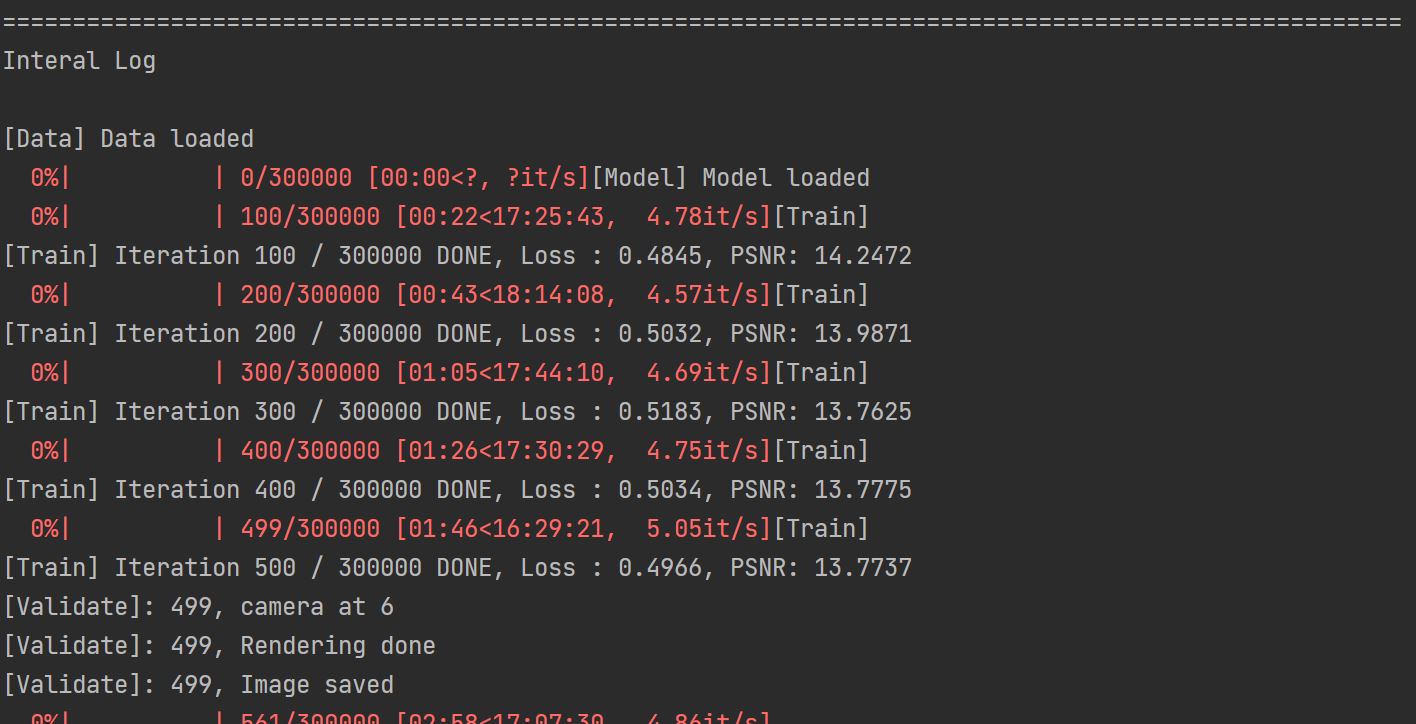 ====================================================================================================
Interal Log
[Data] Data loaded
0%|          | 0/300000 [00:00<?, ?it/s][Model] Model loaded
0%|          | 100/300000 [00:22<17:25:43,  4.78it/s][Train]
[Train] Iteration 100 / 300000 DONE, Loss : 0.4845, PSNR: 14.2472
0%|          | 200/300000 [00:43<18:14:08,  4.57it/s][Train]
[Train] Iteration 200 / 300000 DONE, Loss : 0.5032, PSNR: 13.9871
0%|          | 300/300000 [01:05<17:44:10,  4.69it/s][Train]
[Train] Iteration 300 / 300000 DONE, Loss : 0.5183, PSNR: 13.7625
0%|          | 400/300000 [01:26<17:30:29,  4.75it/s][Train]
[Train] Iteration 400 / 300000 DONE, Loss : 0.5034, PSNR: 13.7775
0%|          | 499/300000 [01:46<16:29:21,  5.05it/s][Train]
[Train] Iteration 500 / 300000 DONE, Loss : 0.4966, PSNR: 13.7737
[Validate]: 499, camera at 6
[Validate]: 499, Rendering done
[Validate]: 499, Image saved
0%|          | 561/300000 [02:58<17:07:30,  4.86it/s]